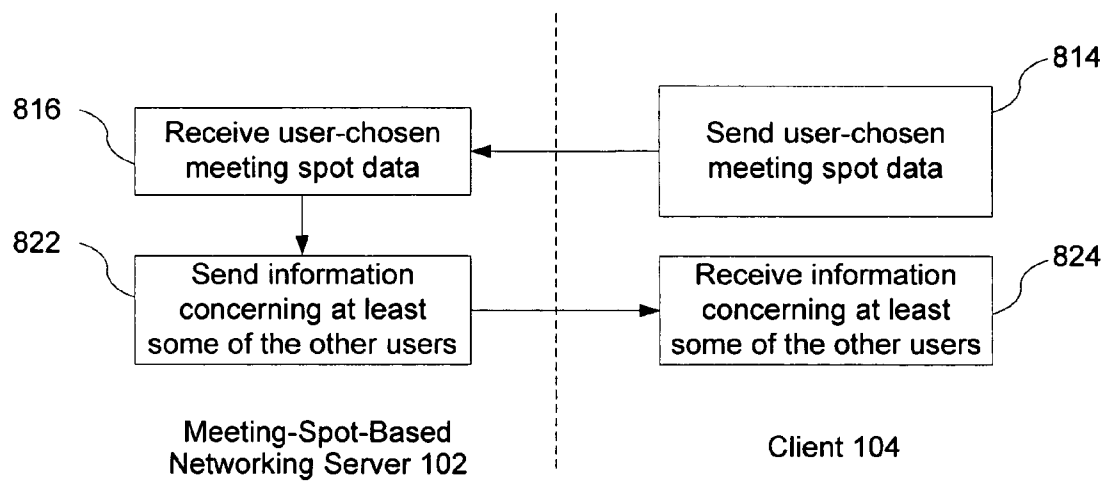 816
Receive user-chosen
meeting spot data
Send user-chosen
meeting spot data
814
822
Send information
concerning at least
some of the other users
Receive information
concerning at least
some of the other users
824
Meeting-Spot-Based
Networking Server 102
Client 104